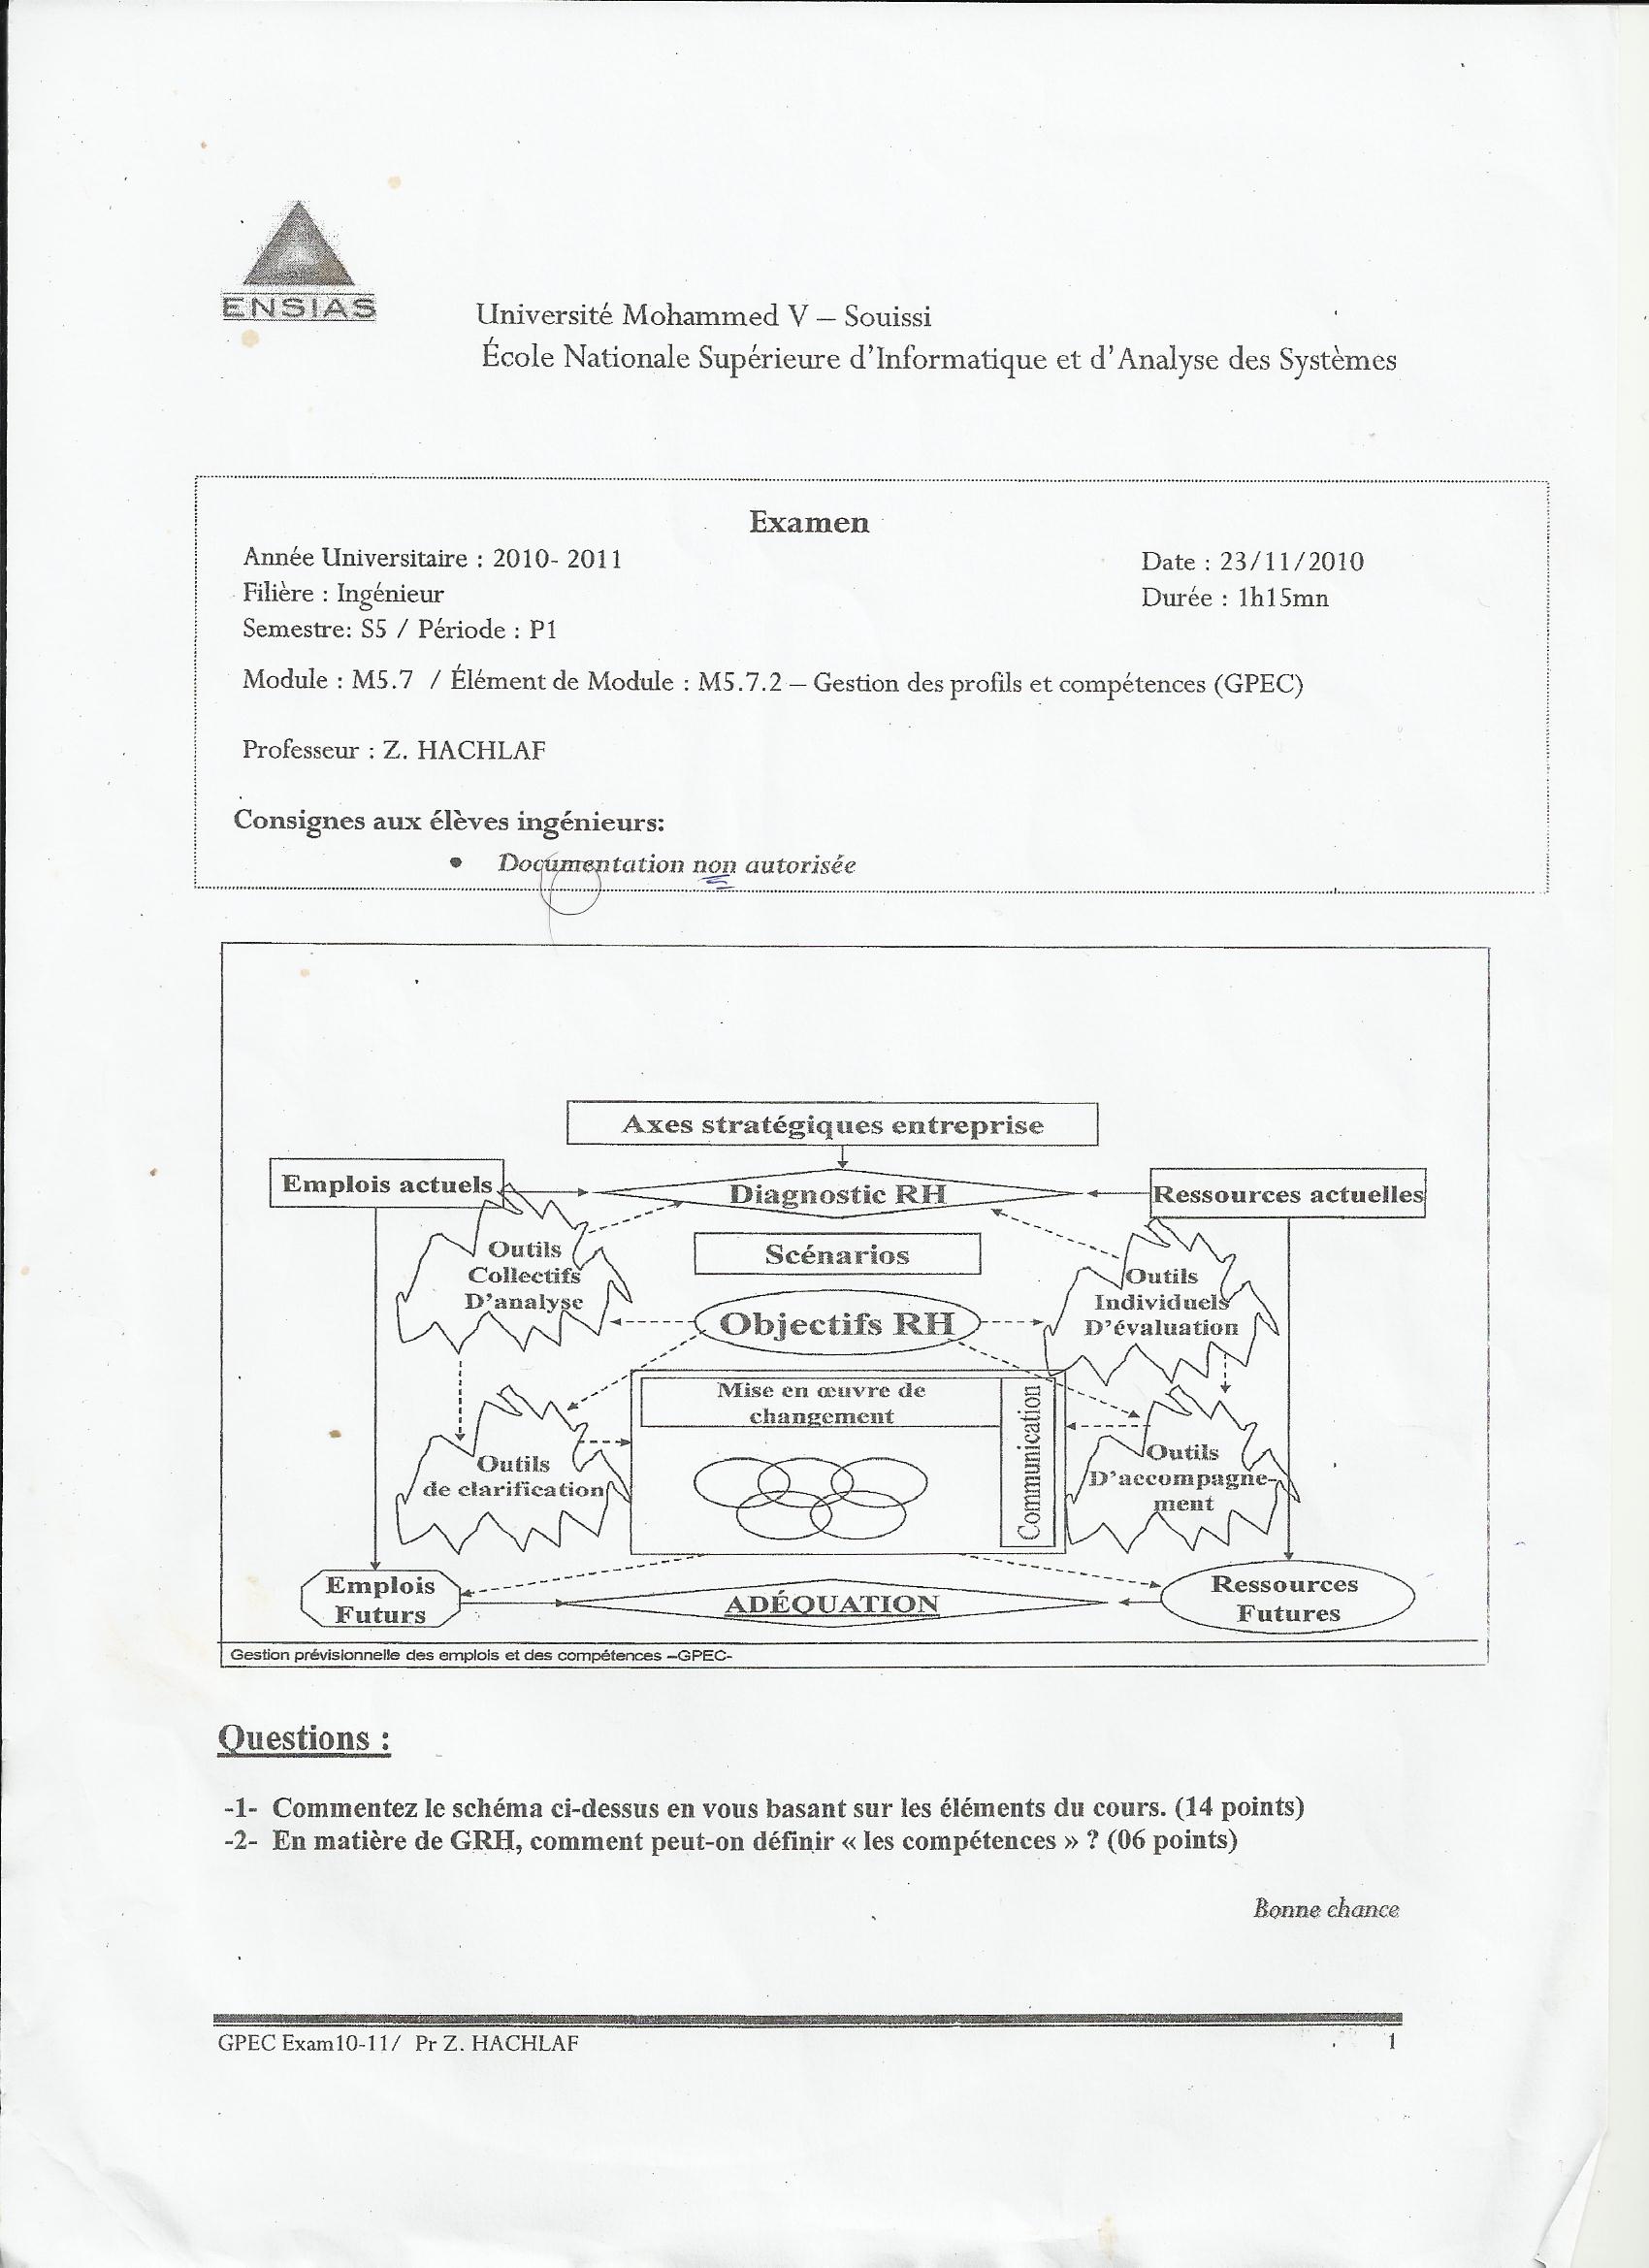 ENSIAS
Université Mohammed V – Souissi
École Nationale Supérieure d'Informatique et d'Analyse des Systèmes
Examen
Année Universitaire : 2010- 2011
Date : 23/11/2010
Filière : Ingénieur
Durée : 1h15mn
Semestre: S5 / Période : P1
Module : M5.7 / Élément de Module : M5.7.2 – Gestion des profils et compétences (GPEC)
Professeur : Z. HACHLAF
Consignes aux élèves ingénieurs:
• Documentation non autorisée
Axes stratégiques entreprise
Emplois actuels
Diagnostic RH
Ressources actuelles
Scénarios
Outils
Collectifs
D'analyse
Outils
Individuels
D'évaluation
Objectifs RH
Mise en œuvre de
changement
Communication
Outils
de clarification
Outils
D'accompagne-
ment
Emplois
Futurs
ADÉQUATION
Ressources
Futures
Gestion prévisionnelle des emplois et des compétences –GPEC-
Questions :
-1- Commentez le schéma ci-dessus en vous basant sur les éléments du cours. (14 points)
-2- En matière de GRH, comment peut-on définir « les compétences » ? (06 points)
Bonne chance
GPEC Exam10-11/ Pr Z. HACHLAF
1